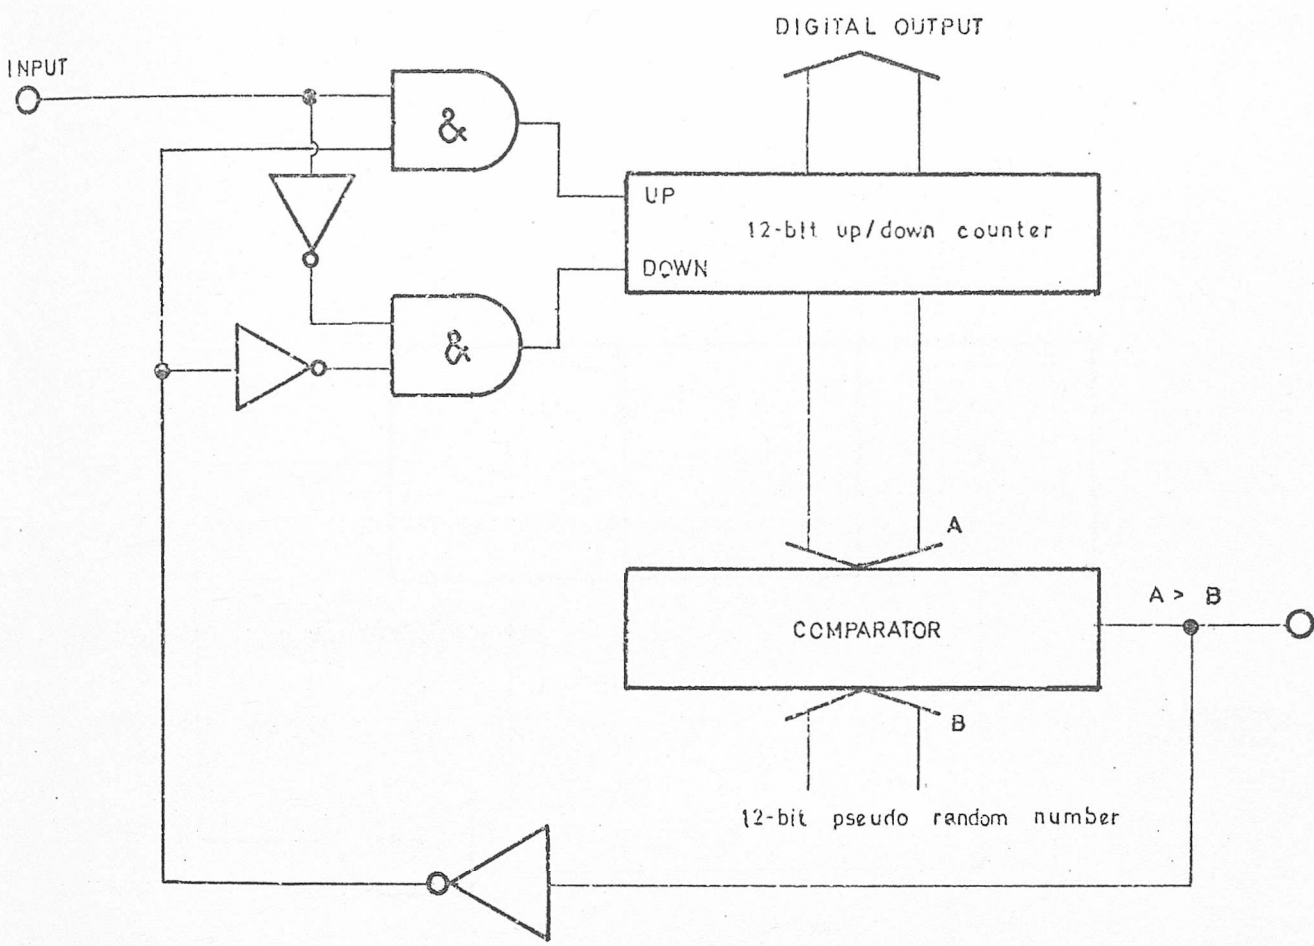 DIGITAL OUTPUT
INPUT
&
UP
12-bit up/down counter
DOWN
&
A
A > B
COMPARATOR
B
12-bit pseudo random number